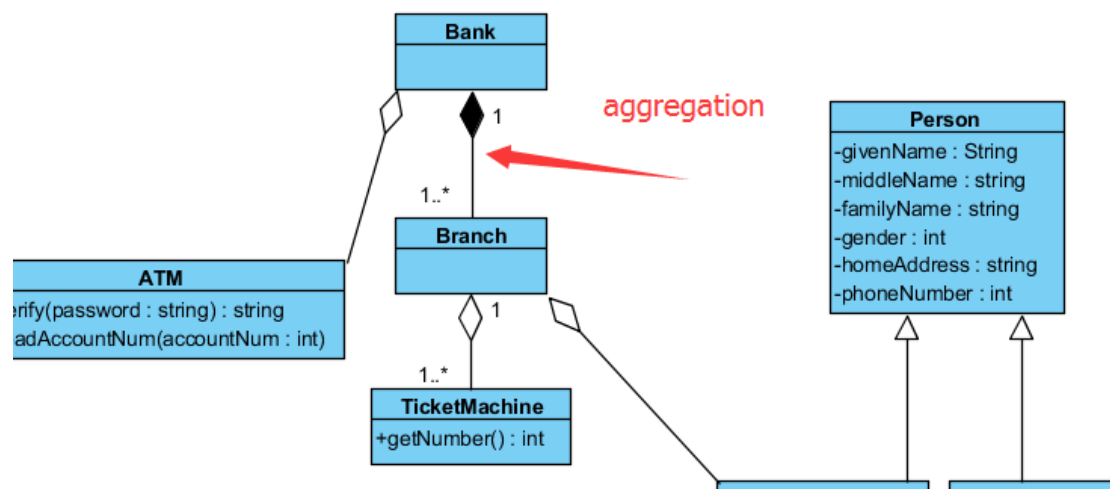 Bank
1
aggregation
1..*
Person
-givenName : String
-middleName : string
-familyName : string
-gender : int
-homeAddress : string
-phoneNumber : int
Branch
1
ATM
erify(password : string) : string
adAccountNum(accountNum : int)
1..*
TicketMachine
+getNumber() : int